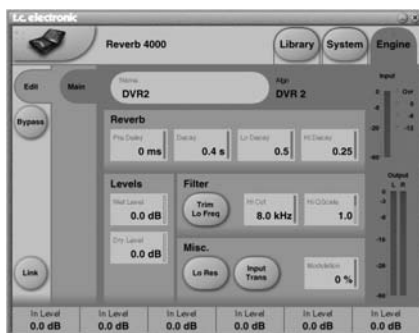 t.c. electronic
Reverb 4000
Library
System
Engine
Edit
Main
Name
DVR2
Algo
DVR 2
Input
Bypass
Reverb
Pre Delay
0 ms
Decay
0.4 s
Lo Decay
0.5
Hi Decay
0.25
Output
L R
Levels
Wet Level
0.0 dB
Dry Level
0.0 dB
Filter
Trim
Lo Freq
Hi Cut
8.0 kHz
1.0
Misc.
Lo Res
Input
Trans
Modulation
0 %
Link
In Level
0.0 dB
In Level
0.0 dB
In Level
0.0 dB
In Level
0.0 dB
In Level
0.0 dB
In Level
0.0 dB